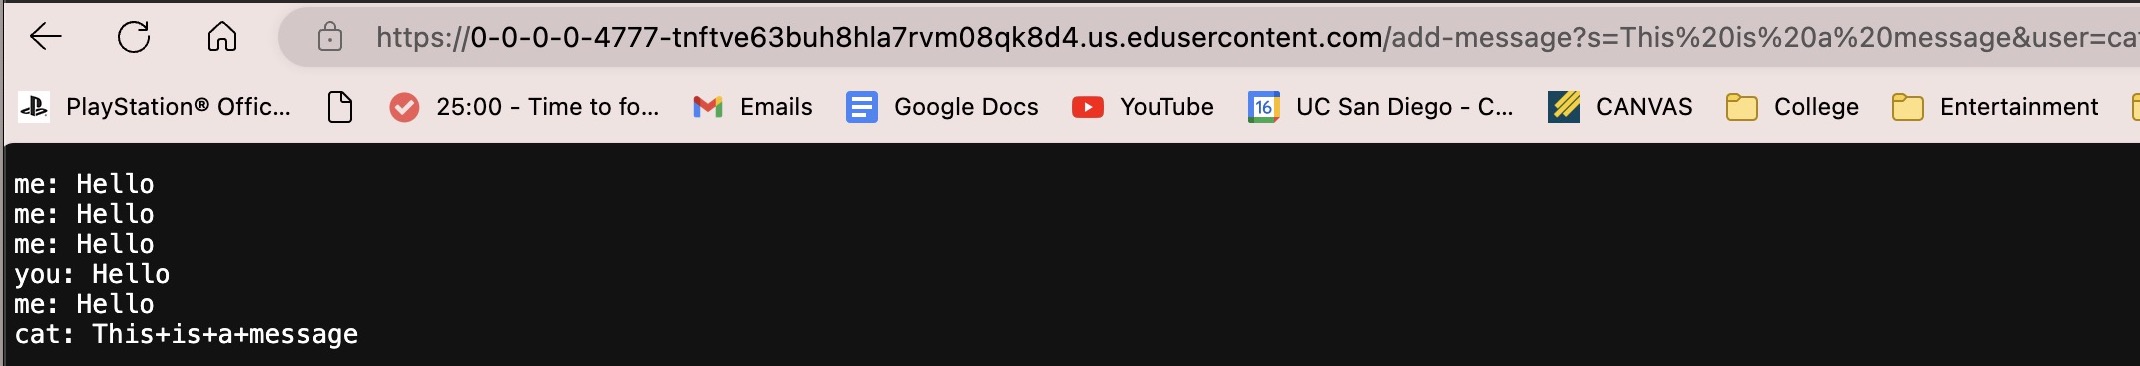 https://0-0-0-0-4777-tnftve63buh8hla7rvm08qk8d4.us.edusercontent.com/add-message?s=This%20is%20a%20message&user=ca
PlayStation® Offic... 25:00 - Time to fo... Emails Google Docs YouTube 16 UC San Diego - C... CANVAS College Entertainment
me: Hello
me: Hello
me: Hello
you: Hello
me: Hello
cat: This+is+a+message